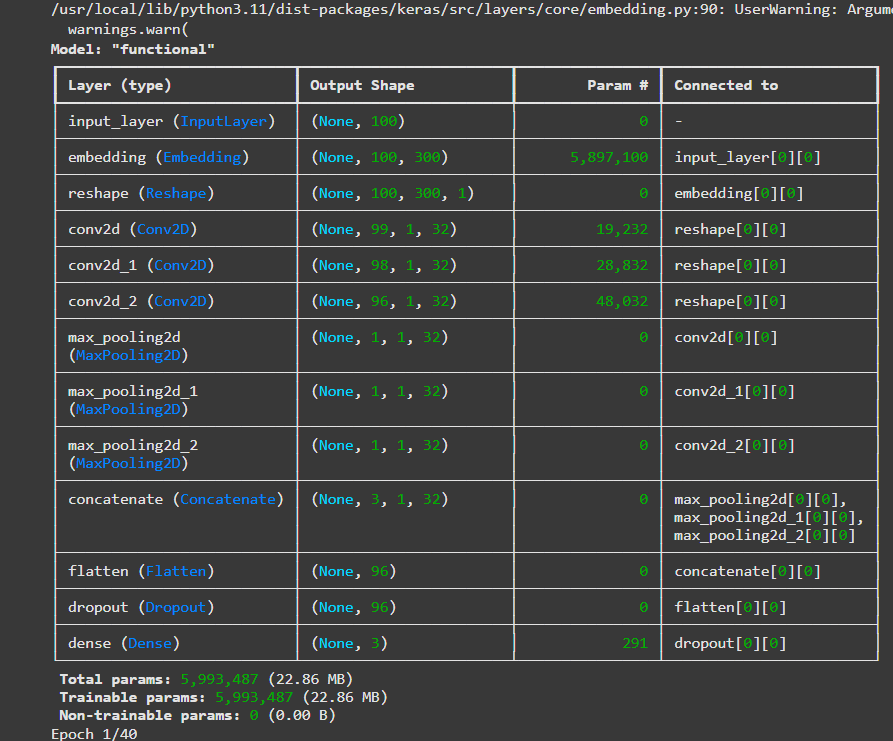 /usr/local/lib/python3.11/dist-packages/keras/src/layers/core/embedding.py:90: UserWarning:
warnings.warn(
Model: "functional"
Layer (type) Output Shape Param # Connected to
input_layer (InputLayer) (None, 100) 0 -
embedding (Embedding) (None, 100, 300) 5,897,100 input_layer[0][0]
reshape (Reshape) (None, 100, 300, 1) 0 embedding[0][0]
conv2d (Conv2D) (None, 99, 1, 32) 19,232 reshape[0][0]
conv2d_1 (Conv2D) (None, 98, 1, 32) 28,832 reshape[0][0]
conv2d_2 (Conv2D) (None, 96, 1, 32) 48,032 reshape[0][0]
max_pooling2d (None, 1, 1, 32) 0 conv2d[0][0]
(MaxPooling2D)
max_pooling2d_1 (None, 1, 1, 32) 0 conv2d_1[0][0]
(MaxPooling2D)
max_pooling2d_2 (None, 1, 1, 32) 0 conv2d_2[0][0]
(MaxPooling2D)
concatenate (Concatenate) (None, 3, 1, 32) 0 max_pooling2d[0][0],
max_pooling2d_1[0][0],
max_pooling2d_2[0][0]
flatten (Flatten) (None, 96) 0 concatenate[0][0]
dropout (Dropout) (None, 96) 0 flatten[0][0]
dense (Dense) (None, 3) 291 dropout[0][0]
Total params: 5,993,487 (22.86 MB)
Trainable params: 5,993,487 (22.86 MB)
Non-trainable params: 0 (0.00 B)
Epoch 1/40